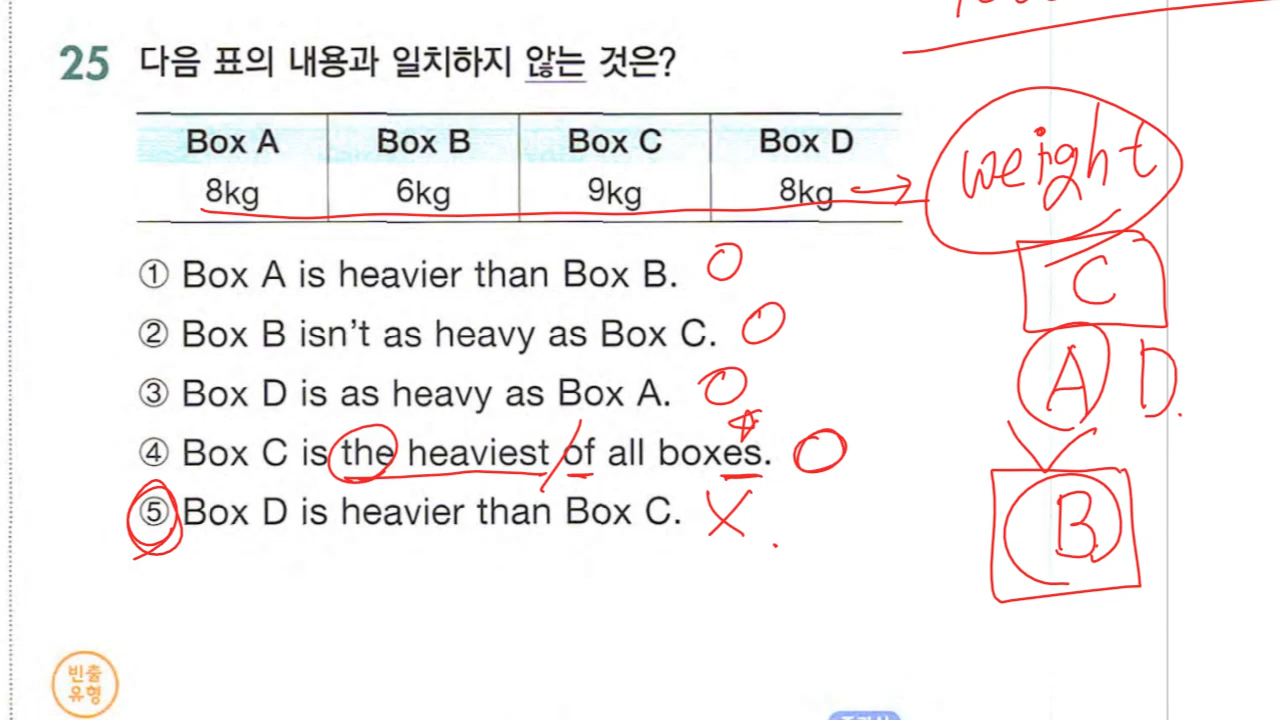 25 다음 표의 내용과 일치하지 않는 것은?
Box A Box B Box C Box D
8kg 6kg 9kg 8kg
weight
① Box A is heavier than Box B. O
② Box B isn't as heavy as Box C. O
③ Box D is as heavy as Box A. O
④ Box C is the heaviest of all boxes. O
⑤ Box D is heavier than Box C. X
C
A D
B
빈출
유형